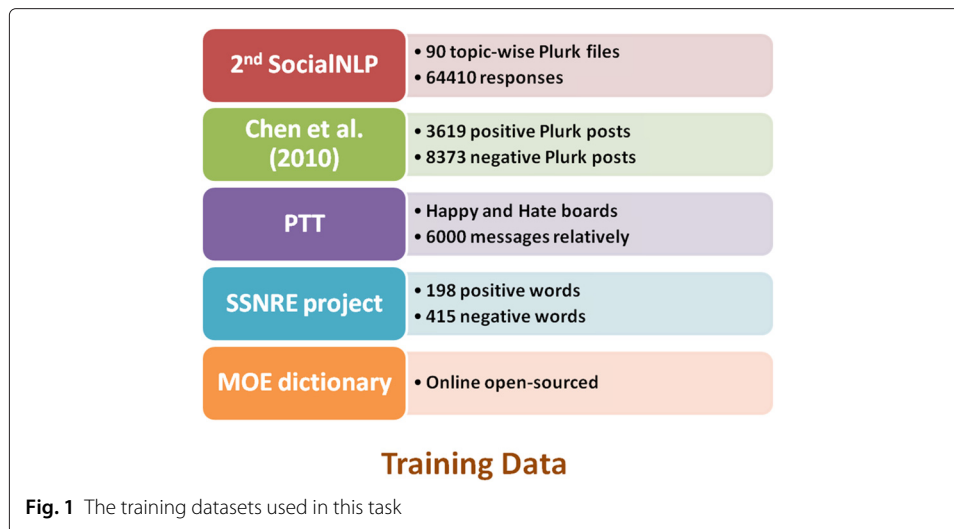 2nd SocialNLP
• 90 topic-wise Plurk files
• 64410 responses
Chen et al.
(2010)
• 3619 positive Plurk posts
• 8373 negative Plurk posts
PTT
• Happy and Hate boards
• 6000 messages relatively
SSNRE project
• 198 positive words
• 415 negative words
MOE dictionary
• Online open-sourced
Training Data
Fig. 1 The training datasets used in this task